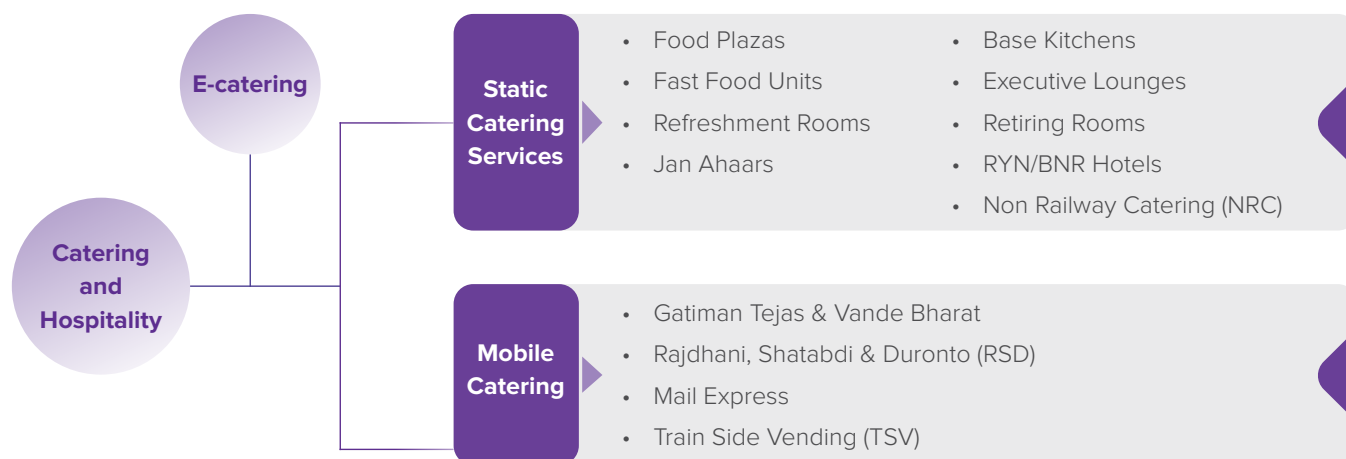 E-catering
Catering
and
Hospitality
Static
Catering
Services
• Food Plazas
• Fast Food Units
• Refreshment Rooms
• Jan Ahaars
• Base Kitchens
• Executive Lounges
• Retiring Rooms
• RYN/BNR Hotels
• Non Railway Catering (NRC)
Mobile
Catering
• Gatiman Tejas & Vande Bharat
• Rajdhani, Shatabdi & Duronto (RSD)
• Mail Express
• Train Side Vending (TSV)